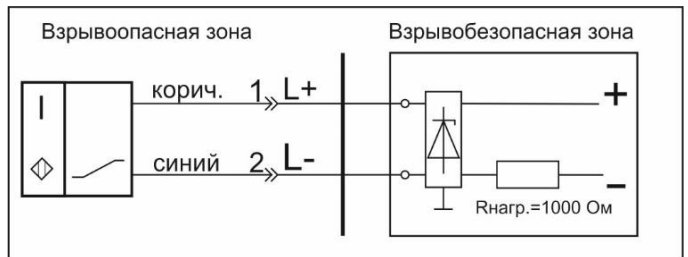 Взрывоопасная зона
Взрывобезопасная зона
корич. 1 L+
+
синий 2 L-
–
Rнагр.=1000 Ом